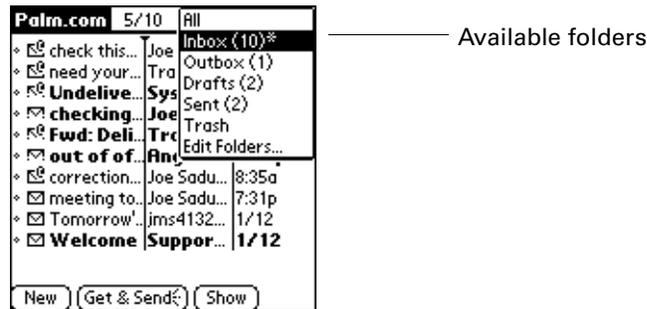 Palm.com 5/10 All
Inbox (10)* Available folders
check this... Joe Outbox (1)
need your... Tra Drafts (2)
Undelive... Sys Sent (2)
checking... Joe Trash
Fwd: Deli... Edit Folders...
out of of...
correction... Joe Sadu... 8:35a
meeting to.. Joe Sadu... 7:31p
Tomorrow'.. jms4132... 1/12
Welcome Suppor... 1/12
New Get & Send Show